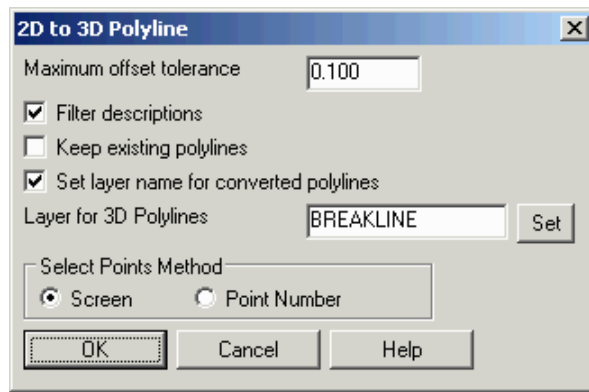 2D to 3D Polyline
Maximum offset tolerance 0.100
Filter descriptions
Keep existing polylines
Set layer name for converted polylines
Layer for 3D Polylines BREAKLINE Set
Select Points Method
Screen Point Number
OK Cancel Help